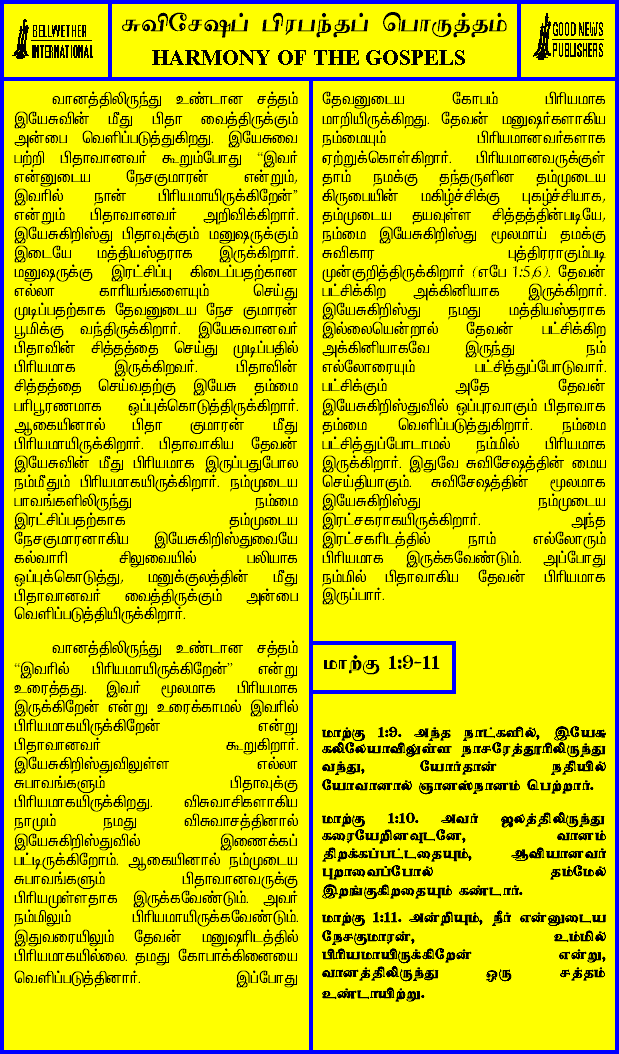 BELLWETHER
INTERNATIONAL
சுவிசேஷப் பிரபந்தப் பொருத்தம்
HARMONY OF THE GOSPELS
GOOD NEWS
PUBLISHERS
வானத்திலிருந்து உண்டான சத்தம்
இயேசுவின் மீது பிதா வைத்திருக்கும்
அன்பை வெளிப்படுத்துகிறது. இயேசுவை
பற்றி பிதாவானவர் கூறும்போது “இவர்
என்னுடைய நேசகுமாரன் என்றும்,
இவரில் நான் பிரியமாயிருக்கிறேன்”
என்றும் பிதாவானவர் அறிவிக்கிறார்.
இயேசுகிறிஸ்து பிதாவுக்கும் மனுஷருக்கும்
இடையே மத்தியஸ்தராக இருக்கிறார்.
மனுஷருக்கு இரட்சிப்பு கிடைப்பதற்கான
எல்லா காரியங்களையும் செய்து
முடிப்பதற்காக தேவனுடைய நேச குமாரன்
பூமிக்கு வந்திருக்கிறார். இயேசுவானவர்
பிதாவின் சித்தத்தை செய்து முடிப்பதில்
பிரியமாக இருக்கிறவர். பிதாவின்
சித்தத்தை செய்வதற்கு இயேசு தம்மை
பரிபூரணமாக ஒப்புக்கொடுத்திருக்கிறார்.
ஆகையினால் பிதா குமாரன் மீது
பிரியமாயிருக்கிறார். பிதாவாகிய தேவன்
இயேசுவின் மீது பிரியமாக இருப்பதுபோல
நம்மீதும் பிரியமாகயிருக்கிறார். நம்முடைய
பாவங்களிலிருந்து நம்மை
இரட்சிப்பதற்காக தம்முடைய
நேசகுமாரனாகிய இயேசுகிறிஸ்துவையே
கல்வாரி சிலுவையில் பலியாக
ஒப்புக்கொடுத்து, மனுக்குலத்தின் மீது
பிதாவானவர் வைத்திருக்கும் அன்பை
வெளிப்படுத்தியிருக்கிறார்.
வானத்திலிருந்து உண்டான சத்தம்
“இவரில் பிரியமாயிருக்கிறேன்” என்று
உரைத்தது. இவர் மூலமாக பிரியமாக
இருக்கிறேன் என்று உரைக்காமல் இவரில்
பிரியமாகயிருக்கிறேன் என்று
பிதாவானவர் கூறுகிறார்.
இயேசுகிறிஸ்துவிலுள்ள எல்லா
சுபாவங்களும் பிதாவுக்கு
பிரியமாகயிருக்கிறது. விசுவாசிகளாகிய
நாமும் நமது விசுவாசத்தினால்
இயேசுகிறிஸ்துவில் இணைக்கப்
பட்டிருக்கிறோம். ஆகையினால் நம்முடைய
சுபாவங்களும் பிதாவானவருக்கு
பிரியமுள்ளதாக இருக்கவேண்டும். அவர்
நம்மிலும் பிரியமாயிருக்கவேண்டும்.
இதுவரையிலும் தேவன் மனுஷரிடத்தில்
பிரியமாகயில்லை. தமது கோபாக்கினையை
வெளிப்படுத்தினார். இப்போது
தேவனுடைய கோபம் பிரியமாக
மாறியிருக்கிறது. தேவன் மனுஷர்களாகிய
நம்மையும் பிரியமானவர்களாக
ஏற்றுக்கொள்கிறார். பிரியமானவருக்குள்
தாம் நமக்கு தந்தருளின தம்முடைய
கிருபையின் மகிழ்ச்சிக்கு புகழ்ச்சியாக,
தம்முடைய தயவுள்ள சித்தத்தின்படியே,
நம்மை இயேசுகிறிஸ்து மூலமாய் தமக்கு
சுவிகார புத்திரராகும்படி
முன்குறித்திருக்கிறார் (எபே 1:5,6). தேவன்
பட்சிக்கிற அக்கினியாக இருக்கிறார்.
இயேசுகிறிஸ்து நமது மத்தியஸ்தராக
இல்லையென்றால் தேவன் பட்சிக்கிற
அக்கினியாகவே இருந்து நம்
எல்லோரையும் பட்சித்துப்போடுவார்.
பட்சிக்கும் அதே தேவன்
இயேசுகிறிஸ்துவில் ஒப்புரவாகும் பிதாவாக
தம்மை வெளிப்படுத்துகிறார். நம்மை
பட்சித்துப்போடாமல் நம்மில் பிரியமாக
இருக்கிறார். இதுவே சுவிசேஷத்தின் மைய
செய்தியாகும். சுவிசேஷத்தின் மூலமாக
இயேசுகிறிஸ்து நம்முடைய
இரட்சகராகயிருக்கிறார். அந்த
இரட்சகரிடத்தில் நாம் எல்லோரும்
பிரியமாக இருக்கவேண்டும். அப்போது
நம்மில் பிதாவாகிய தேவன் பிரியமாக
இருப்பார்.
மாற்கு 1:9-11
மாற்கு 1:9. அந்த நாட்களில், இயேசு
கலிலேயாவிலுள்ள நாசரேத்தூரிலிருந்து
வந்து, யோர்தான் நதியில்
யோவானால் ஞானஸ்நானம் பெற்றார்.
மாற்கு 1:10. அவர் ஜலத்திலிருந்து
கரையேறினவுடனே, வானம்
திறக்கப்பட்டதையும், ஆவியானவர்
புறாவைப்போல் தம்மேல்
இறங்குகிறதையும் கண்டார்.
மாற்கு 1:11. அன்றியும், நீர் என்னுடைய
நேசகுமாரன், உம்மில்
பிரியமாயிருக்கிறேன் என்று,
வானத்திலிருந்து ஒரு சத்தம்
உண்டாயிற்று.